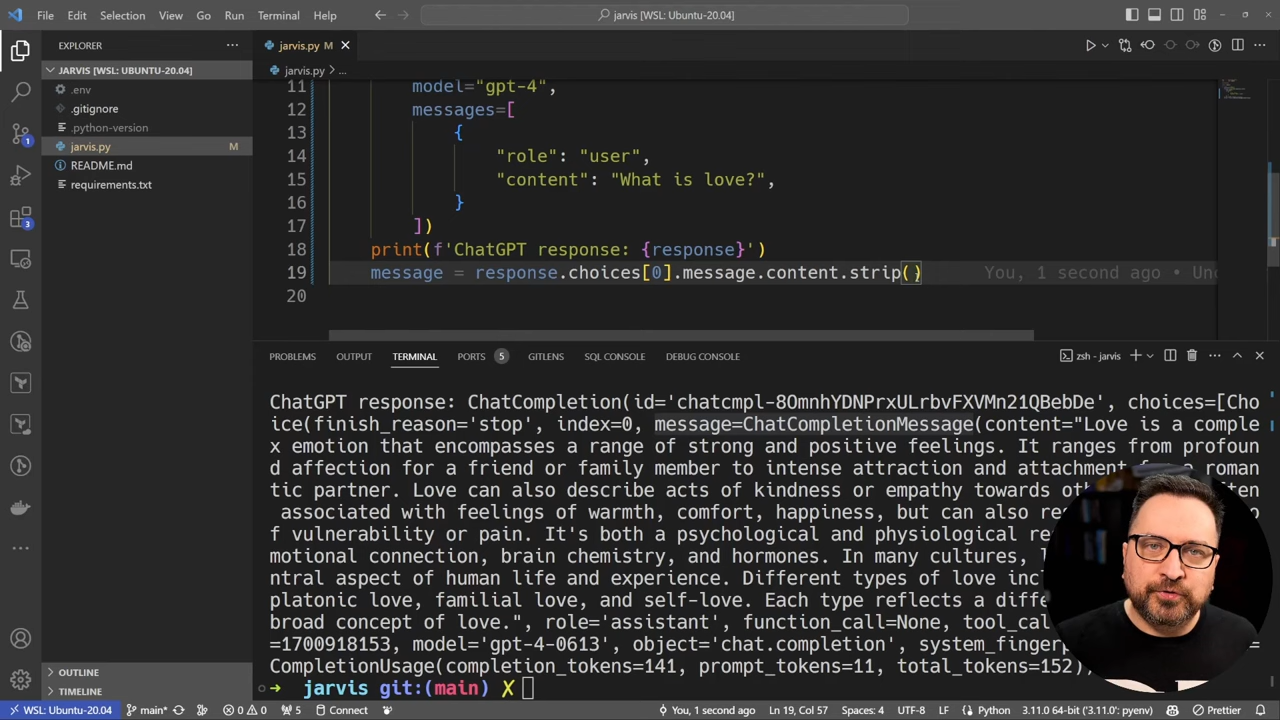 File Edit Selection View Go Run Terminal Help
jarvis [WSL: Ubuntu-20.04]
EXPLORER
jarvis.py M
JARVIS [WSL: UBUNTU-20.04]
jarvis.py > ...
.env
.gitignore
.python-version
jarvis.py M
README.md
requirements.txt
11 model="gpt-4",
12 messages=[
13 {
14 "role": "user",
15 "content": "What is love?",
16 }
17 ])
18 print(f'ChatGPT response: {response}')
19 message = response.choices[0].message.content.strip() You, 1 second ago • Unc
20
1
3
PROBLEMS OUTPUT TERMINAL PORTS 5 GITLENS SQL CONSOLE DEBUG CONSOLE
zsh - jarvis
ChatGPT response: ChatCompletion(id='chatcmpl-8OmnhYDNPrxULrbvFXVMn21QBebDe', choices=[Cho
ice(finish_reason='stop', index=0, message=ChatCompletionMessage(content="Love is a comple
x emotion that encompasses a range of strong and positive feelings. It ranges from profoun
d affection for a friend or family member to intense attraction and attachment roman
tic partner. Love can also describe acts of kindness or empathy towards
associated with feelings of warmth, comfort, happiness, but can also
f vulnerability or pain. It's both a psychological and physiological
motional connection, brain chemistry, and hormones. In many cultures,
ntral aspect of human life and experience. Different types of love
platonic love, familial love, and self-love. Each type reflects a
broad concept of love.", role='assistant', function_call=None,
=1700918153, model='gpt-4-0613', object='chat.completion',
CompletionUsage(completion_tokens=141, prompt_tokens=11, total_tokens=152)
➜ jarvis git:(main) ✗
OUTLINE
TIMELINE
WSL: Ubuntu-20.04 main* 0 0 5 Connect You, 1 second ago Ln 19, Col 57 Spaces: 4 UTF-8 LF Python 3.11.0 64-bit ('3.11.0': pyenv) Prettier